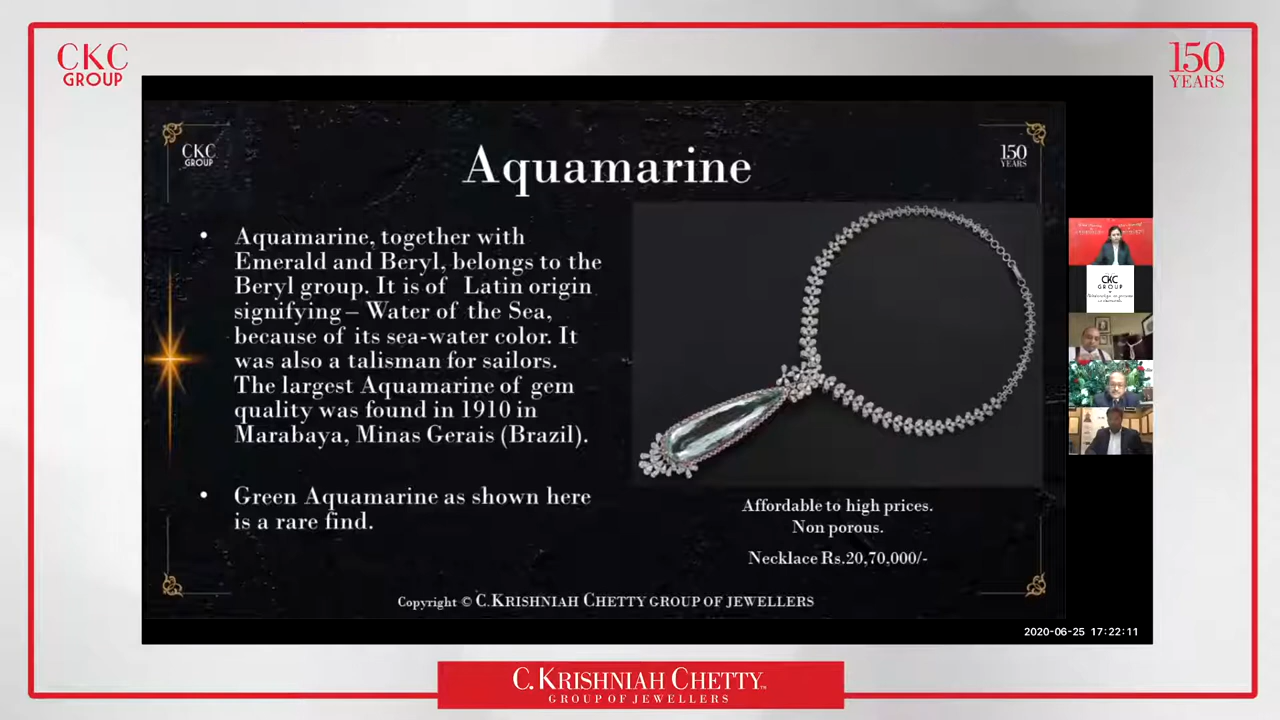 CKC
GROUP
150
YEARS
CKC
GROUP
Aquamarine
150
YEARS
• Aquamarine, together with
Emerald and Beryl, belongs to the
Beryl group. It is of Latin origin
signifying – Water of the Sea,
because of its sea-water color. It
was also a talisman for sailors.
The largest Aquamarine of gem
quality was found in 1910 in
Marabaya, Minas Gerais (Brazil).
• Green Aquamarine as shown here
is a rare find.
Affordable to high prices.
Non porous.
Necklace Rs.20,70,000/-
Copyright © C.KRISHNIAH CHETTY GROUP OF JEWELLERS
CKC
GROUP
2020-06-25 17:22:11
C. KRISHNIAH CHETTY™
GROUP OF JEWELLERS